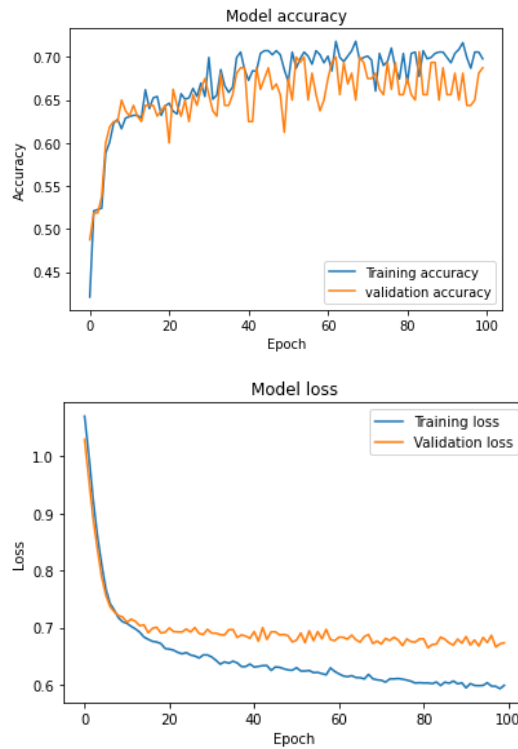 Model accuracy
0.70
0.65
0.60
0.55
0.50
0.45
Accuracy
Training accuracy
validation accuracy
0 20 40 60 80 100
Epoch
Model loss
Training loss
Validation loss
1.0
0.9
0.8
0.7
0.6
Loss
0 20 40 60 80 100
Epoch